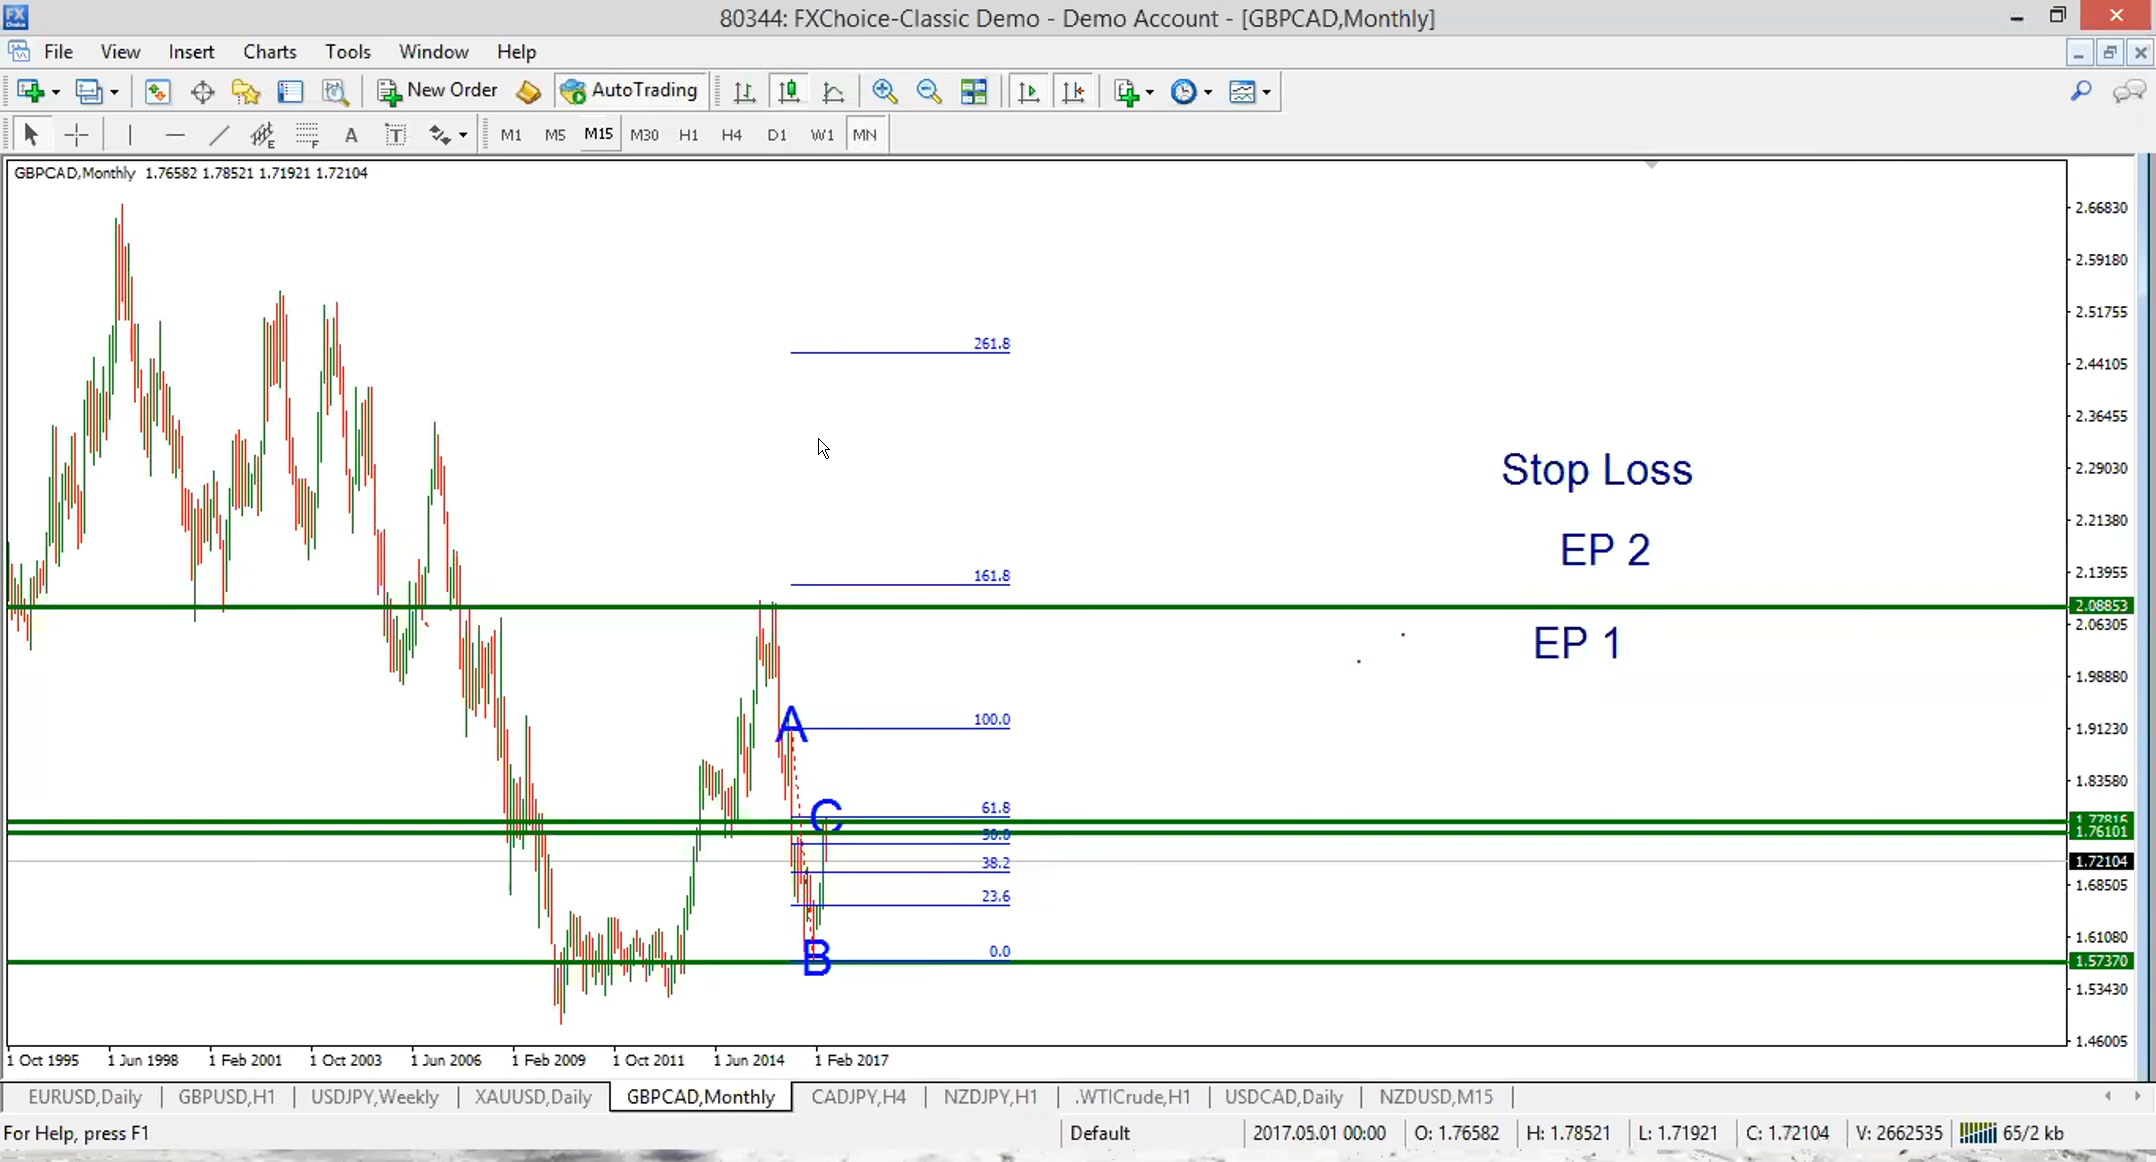 80344: FXChoice-Classic Demo - Demo Account - [GBPCAD,Monthly]
File View Insert Charts Tools Window Help
New Order AutoTrading
A T M1 M5 M15 M30 H1 H4 D1 W1 MN
GBPCAD,Monthly 1.76582 1.78521 1.71921 1.72104
2.66830
2.59180
2.51755
261.8
2.44105
2.36455
Stop Loss
2.29030
2.21380
EP 2
2.13955
161.8
2.08853
2.06305
EP 1
1.98880
A
100.0
1.91230
1.83580
C
61.8
1.77816
1.76101
50.0
38.2
1.72104
1.68505
23.6
1.61080
B
0.0
1.57370
1.53430
1.46005
1 Oct 1995 1 Jun 1998 1 Feb 2001 1 Oct 2003 1 Jun 2006 1 Feb 2009 1 Oct 2011 1 Jun 2014 1 Feb 2017
EURUSD,Daily GBPUSD,H1 USDJPY,Weekly XAUUSD,Daily GBPCAD,Monthly CADJPY,H4 NZDJPY,H1 .WTICrude,H1 USDCAD,Daily NZDUSD,M15
For Help, press F1 Default 2017.05.01 00:00 O: 1.76582 H: 1.78521 L: 1.71921 C: 1.72104 V: 2662535 65/2 kb